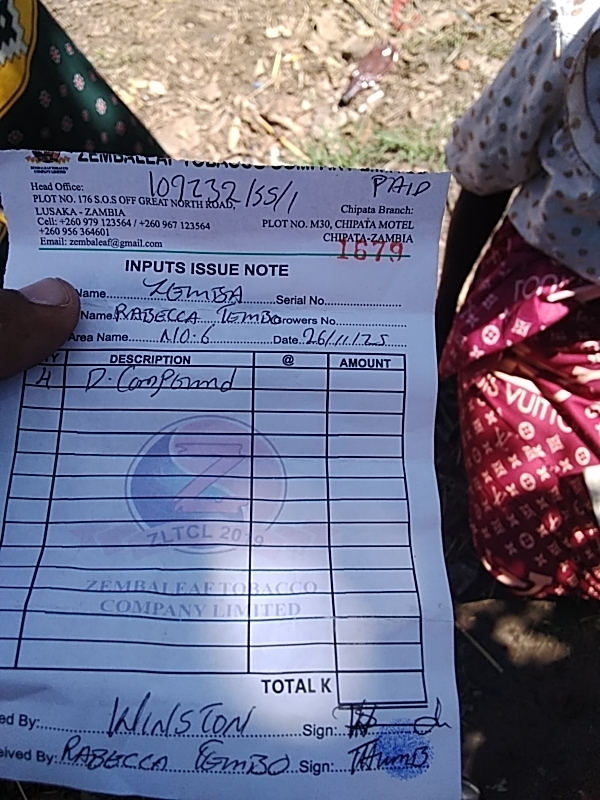 ZEMBALEAF TOBACCO COMPANY LIMITED
109232/55/1 PAID
Head Office:
PLOT NO. 176 S.O.S OFF GREAT NORTH ROAD,
LUSAKA - ZAMBIA
Cell: +260 979 123564 / +260 967 123564
+260 956 364601
Email: zembaleaf@gmail.com
Chipata Branch:
PLOT NO. M30, CHIPATA MOTEL
CHIPATA-ZAMBIA
1679
INPUTS ISSUE NOTE
Name ZEMBA Serial No.
Name RABECCA TEMBO Growers No.
Area Name NO: 6 Date 26/11/25
DESCRIPTION @ AMOUNT
4 D. Compound
ZLTCL 2019
ZEMBALEAF TOBACCO
COMPANY LIMITED
TOTAL K
ed By: WINSTON Sign:
eived By: RABECCA TEMBO Sign: THUMB
VUITTO